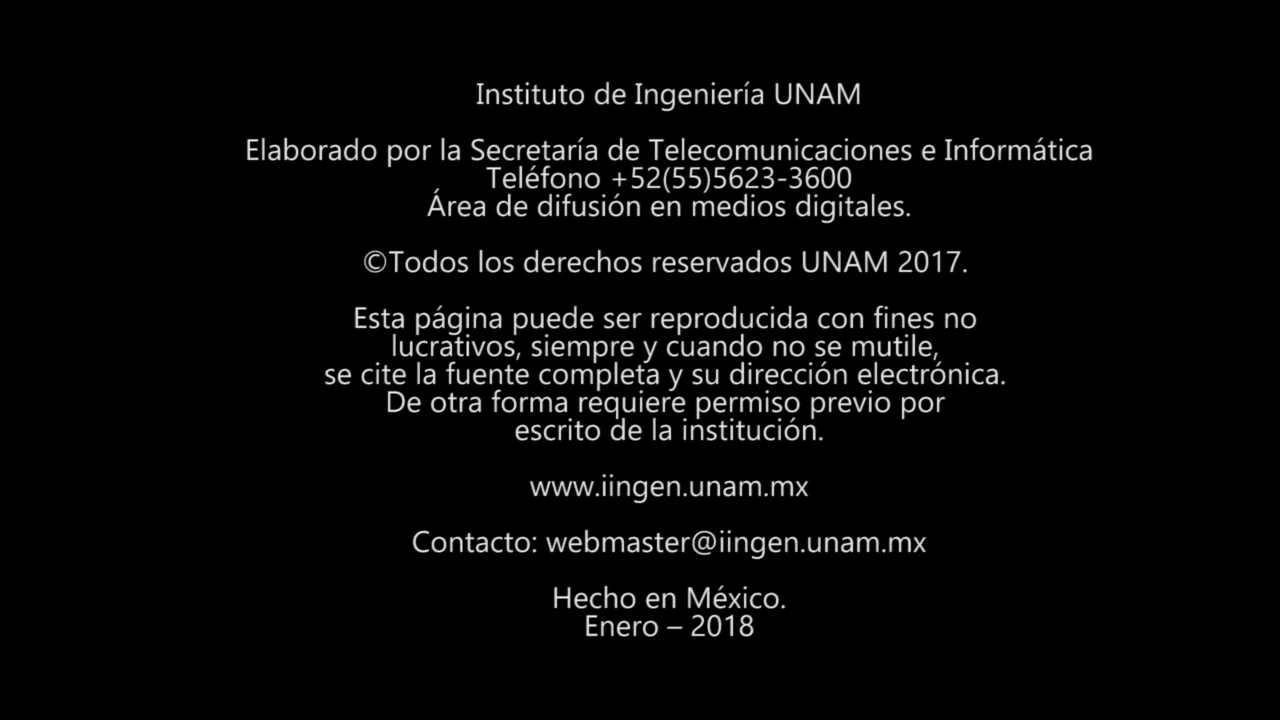 Instituto de Ingeniería UNAM
Elaborado por la Secretaría de Telecomunicaciones e Informática
Teléfono +52(55)5623-3600
Área de difusión en medios digitales.
©Todos los derechos reservados UNAM 2017.
Esta página puede ser reproducida con fines no
lucrativos, siempre y cuando no se mutile,
se cite la fuente completa y su dirección electrónica.
De otra forma requiere permiso previo por
escrito de la institución.
www.iingen.unam.mx
Contacto: webmaster@iingen.unam.mx
Hecho en México.
Enero – 2018